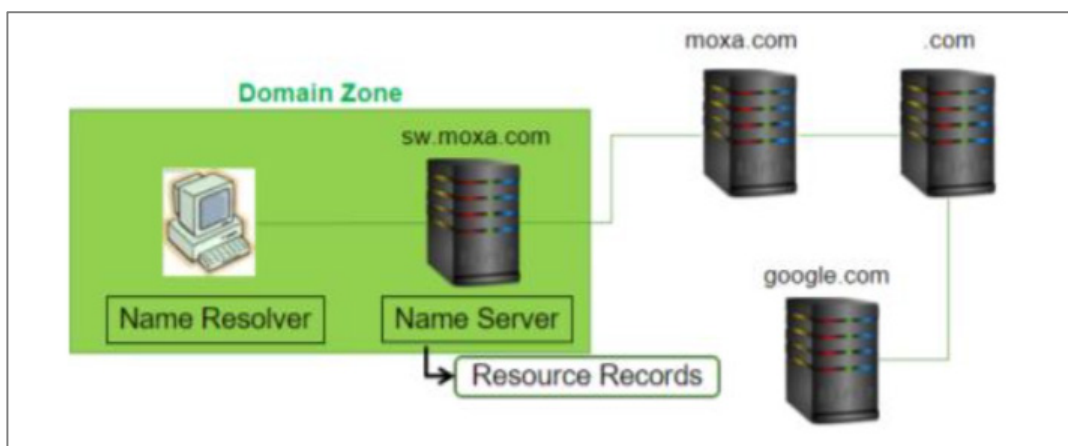 moxa.com
.com
Domain Zone
sw.moxa.com
google.com
Name Resolver
Name Server
Resource Records